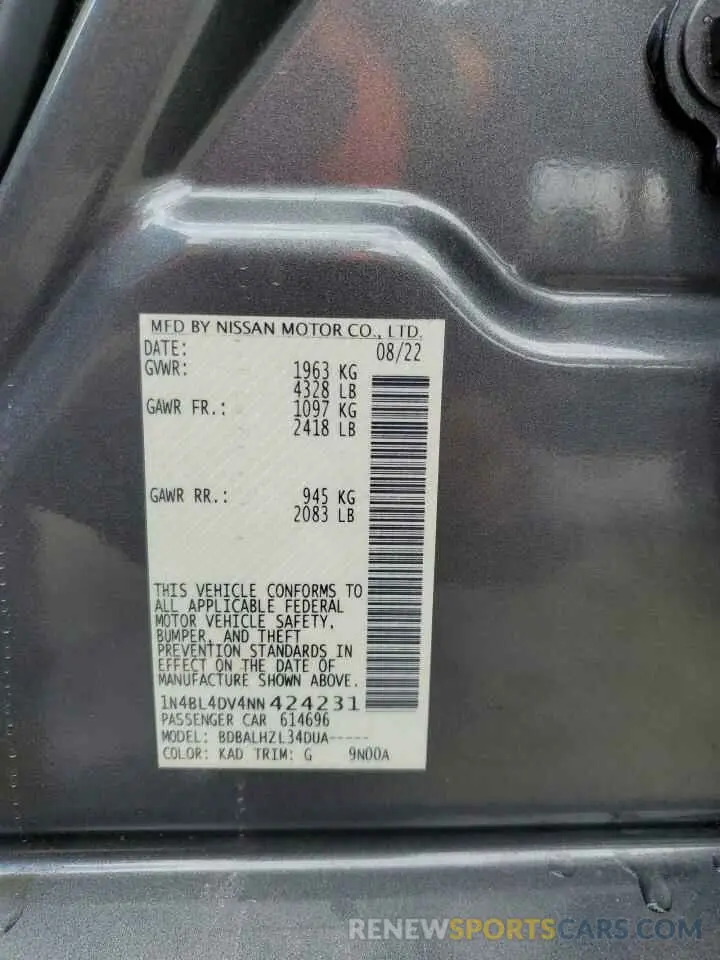 MFD BY NISSAN MOTOR CO., LTD.
DATE: 08/22
GVWR: 1963 KG
4328 LB
GAWR FR.: 1097 KG
2418 LB
GAWR RR.: 945 KG
2083 LB
THIS VEHICLE CONFORMS TO
ALL APPLICABLE FEDERAL
MOTOR VEHICLE SAFETY,
BUMPER, AND THEFT
PREVENTION STANDARDS IN
EFFECT ON THE DATE OF
MANUFACTURE SHOWN ABOVE.
1N4BL4DV4NN424231
PASSENGER CAR 614696
MODEL: BDBALHZL34DUA-----
COLOR: KAD TRIM: G 9N00A
RENEWSPORTSCARS.COM